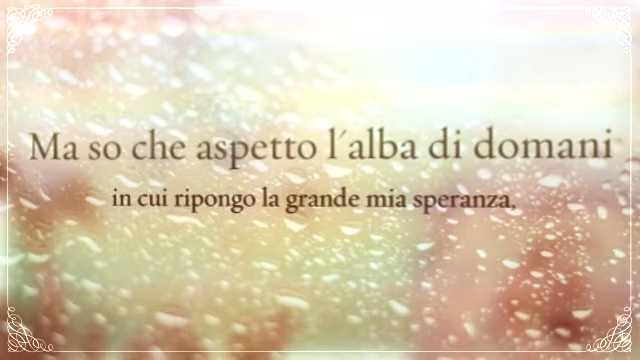 Ma so che aspetto l´alba di domani
in cui ripongo la grande mia speranza,